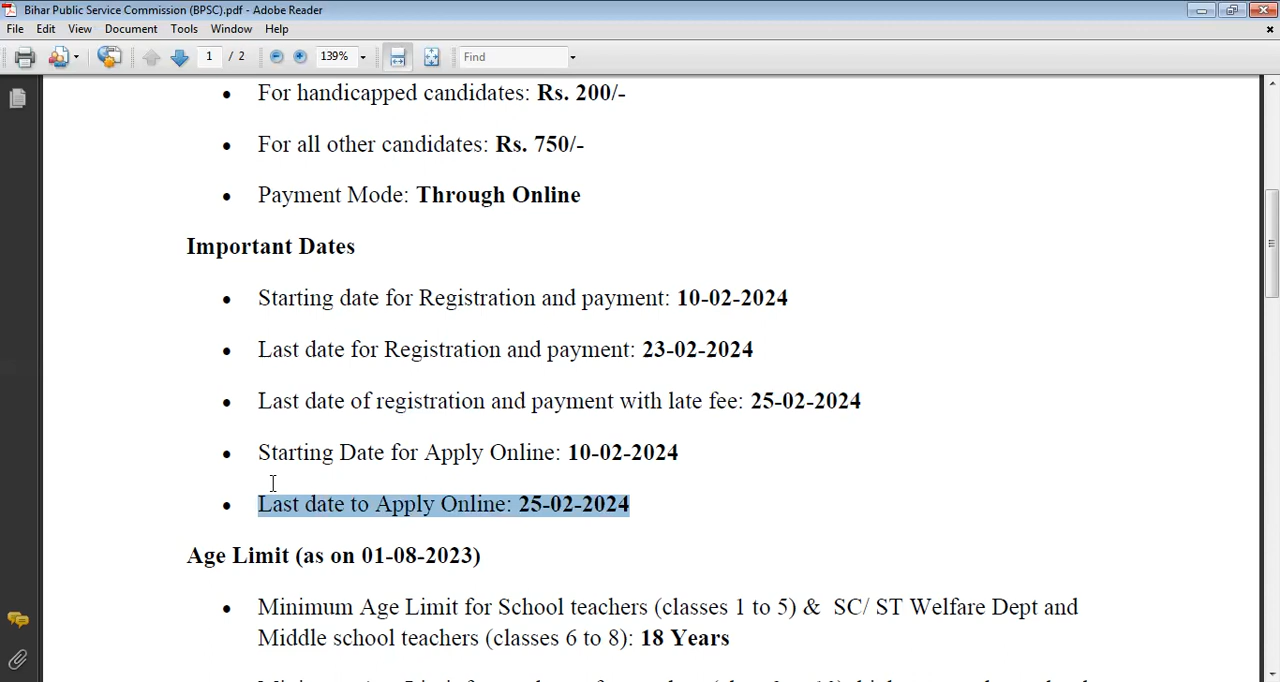 Bihar Public Service Commission (BPSC).pdf - Adobe Reader
File Edit View Document Tools Window Help
1 / 2 139% Find
• For handicapped candidates: Rs. 200/-
• For all other candidates: Rs. 750/-
• Payment Mode: Through Online
Important Dates
• Starting date for Registration and payment: 10-02-2024
• Last date for Registration and payment: 23-02-2024
• Last date of registration and payment with late fee: 25-02-2024
• Starting Date for Apply Online: 10-02-2024
• Last date to Apply Online: 25-02-2024
Age Limit (as on 01-08-2023)
• Minimum Age Limit for School teachers (classes 1 to 5) & SC/ ST Welfare Dept and
Middle school teachers (classes 6 to 8): 18 Years